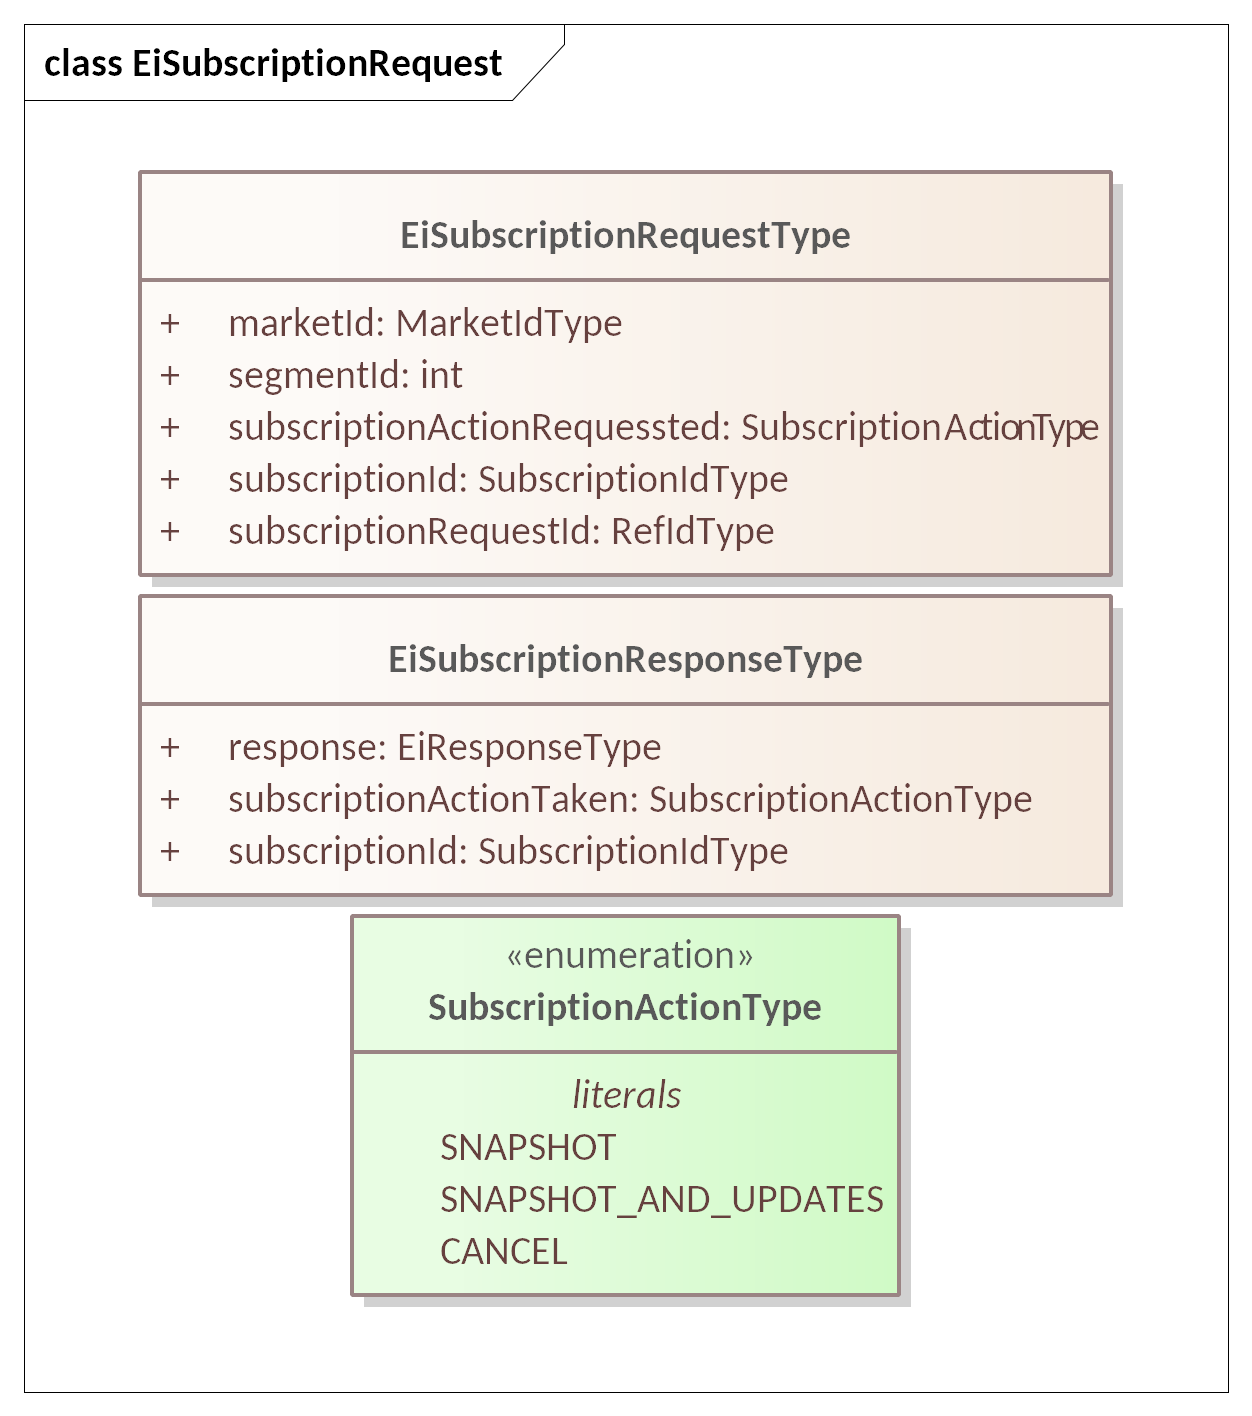 class EiSubscriptionRequest
EiSubscriptionRequestType
+ marketId: MarketIdType
+ segmentId: int
+ subscriptionActionRequessted: SubscriptionActionType
+ subscriptionId: SubscriptionIdType
+ subscriptionRequestId: RefIdType
EiSubscriptionResponseType
+ response: EiResponseType
+ subscriptionActionTaken: SubscriptionActionType
+ subscriptionId: SubscriptionIdType
«enumeration»
SubscriptionActionType
literals
SNAPSHOT
SNAPSHOT_AND_UPDATES
CANCEL